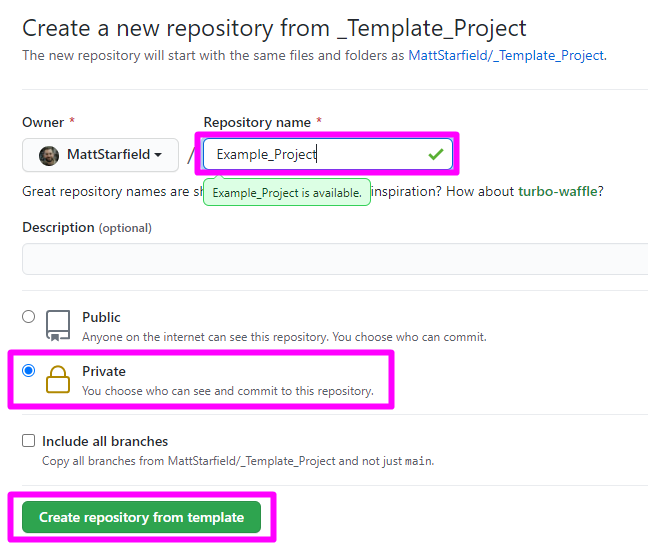 Create a new repository from _Template_Project
The new repository will start with the same files and folders as MattStarfield/_Template_Project.
Owner * Repository name *
MattStarfield / Example_Project
Great repository names are sh inspiration? How about turbo-waffle?
Example_Project is available.
Description (optional)
Public
Anyone on the internet can see this repository. You choose who can commit.
Private
You choose who can see and commit to this repository.
Include all branches
Copy all branches from MattStarfield/_Template_Project and not just main.
Create repository from template